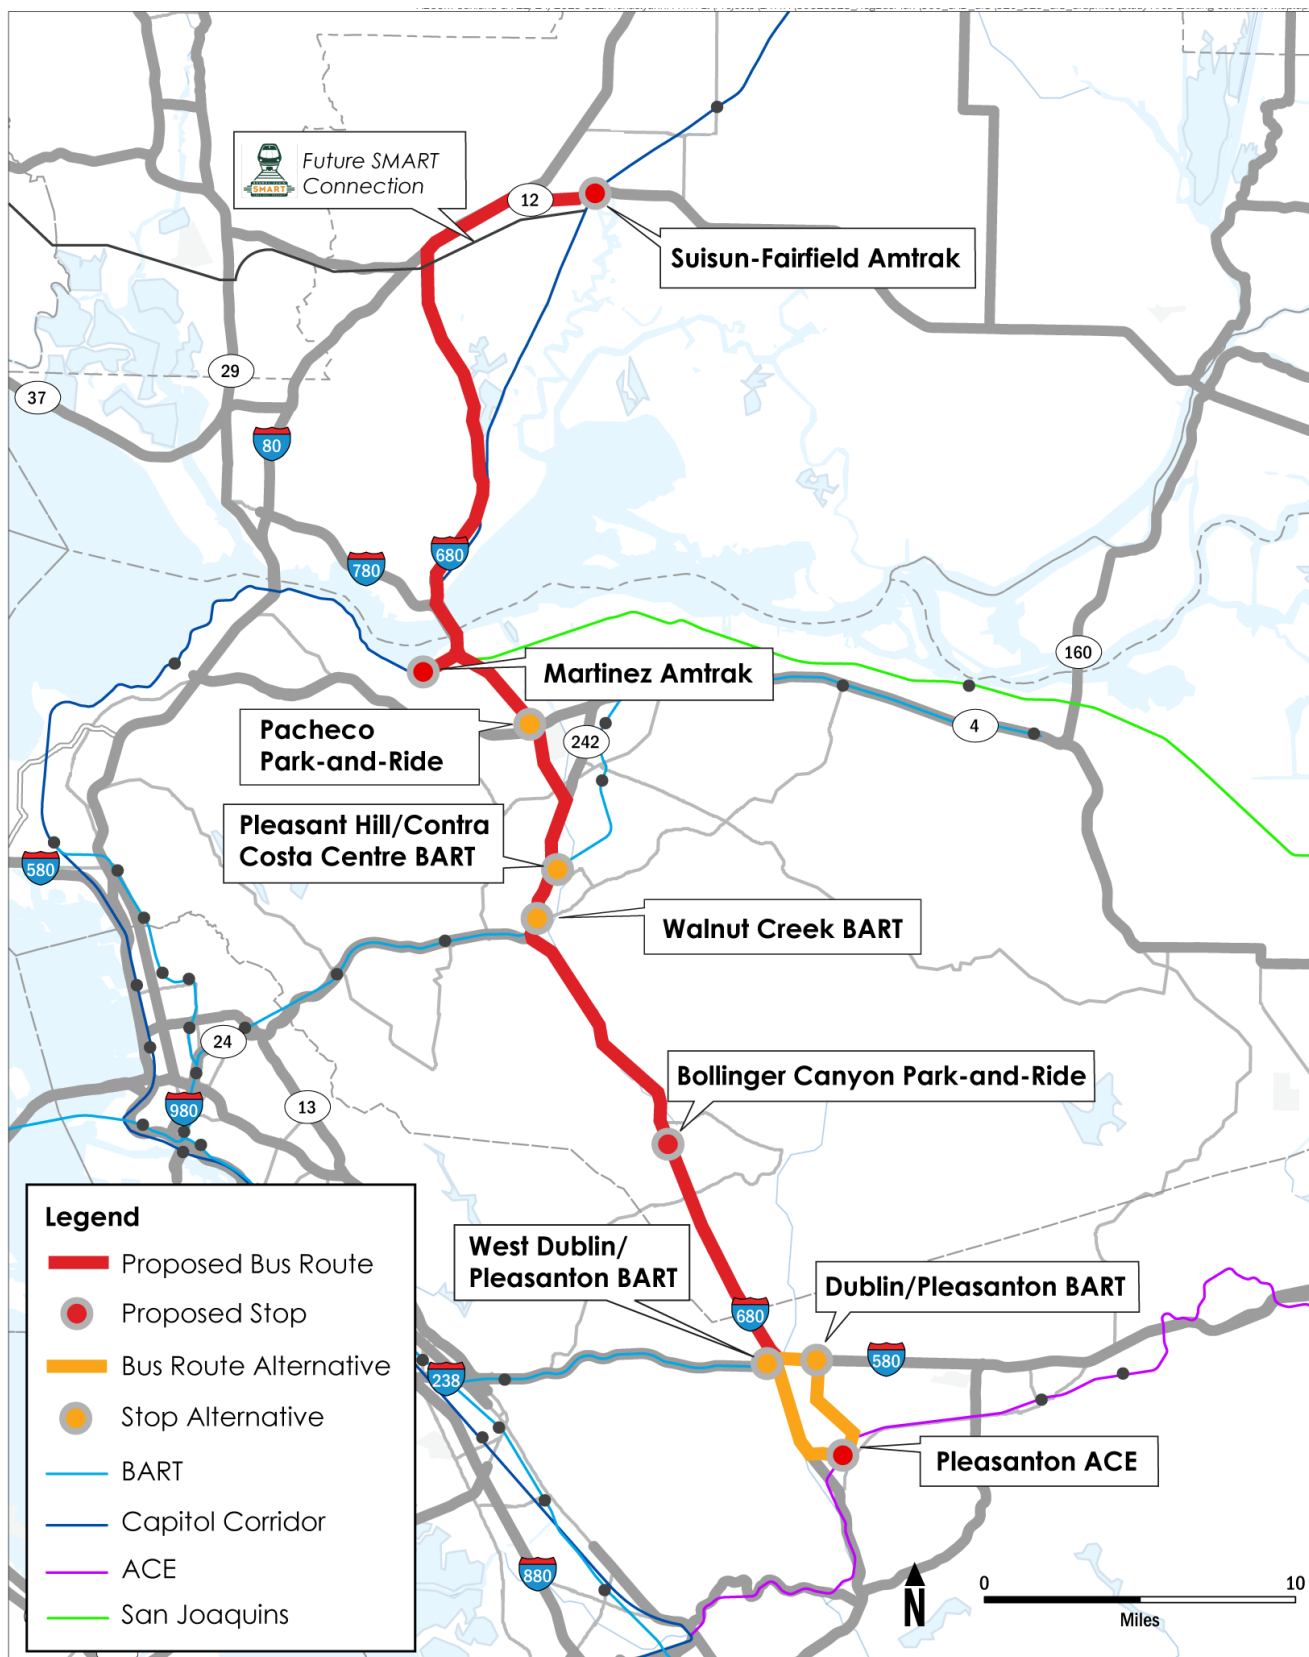 Future SMART
Connection
SMART
12
Suisun-Fairfield Amtrak
29
37
80
780
680
160
Martinez Amtrak
4
Pacheco
Park-and-Ride
242
Pleasant Hill/Contra
Costa Centre BART
580
Walnut Creek BART
24
Bollinger Canyon Park-and-Ride
980
13
Legend
Proposed Bus Route
Proposed Stop
Bus Route Alternative
Stop Alternative
BART
Capitol Corridor
ACE
San Joaquins
West Dublin/
Pleasanton BART
Dublin/Pleasanton BART
680
580
238
Pleasanton ACE
880
N
0 10
Miles